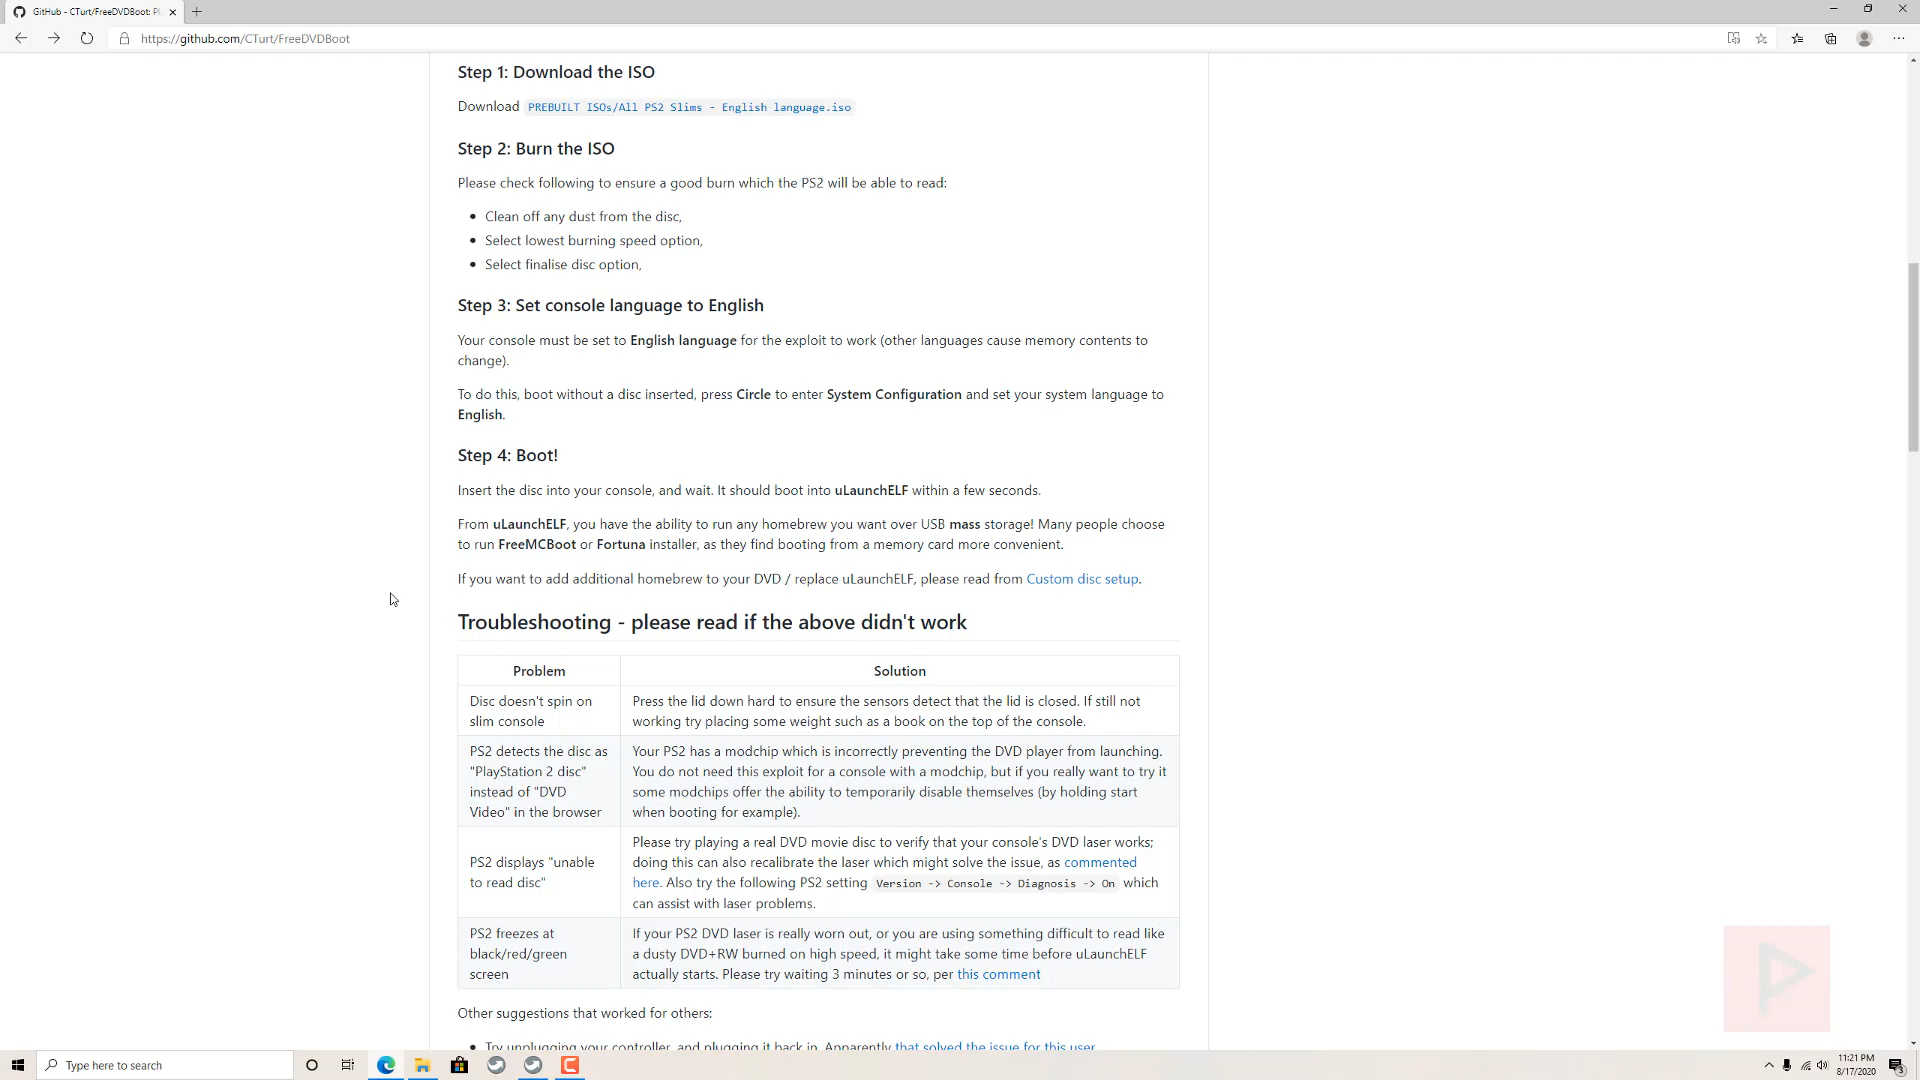 GitHub - CTurt/FreeDVDBoot: Pl
https://github.com/CTurt/FreeDVDBoot
Step 1: Download the ISO
Download PREBUILT ISOs/All PS2 Slims - English language.iso
Step 2: Burn the ISO
Please check following to ensure a good burn which the PS2 will be able to read:
• Clean off any dust from the disc,
• Select lowest burning speed option,
• Select finalise disc option,
Step 3: Set console language to English
Your console must be set to English language for the exploit to work (other languages cause memory contents to
change).
To do this, boot without a disc inserted, press Circle to enter System Configuration and set your system language to
English.
Step 4: Boot!
Insert the disc into your console, and wait. It should boot into uLaunchELF within a few seconds.
From uLaunchELF, you have the ability to run any homebrew you want over USB mass storage! Many people choose
to run FreeMCBoot or Fortuna installer, as they find booting from a memory card more convenient.
If you want to add additional homebrew to your DVD / replace uLaunchELF, please read from Custom disc setup.
Troubleshooting - please read if the above didn't work
Problem
Solution
Disc doesn't spin on
slim console
Press the lid down hard to ensure the sensors detect that the lid is closed. If still not
working try placing some weight such as a book on the top of the console.
PS2 detects the disc as
"PlayStation 2 disc"
instead of "DVD
Video" in the browser
Your PS2 has a modchip which is incorrectly preventing the DVD player from launching.
You do not need this exploit for a console with a modchip, but if you really want to try it
some modchips offer the ability to temporarily disable themselves (by holding start
when booting for example).
PS2 displays "unable
to read disc"
Please try playing a real DVD movie disc to verify that your console's DVD laser works;
doing this can also recalibrate the laser which might solve the issue, as commented
here. Also try the following PS2 setting Version -> Console -> Diagnosis -> On which
can assist with laser problems.
PS2 freezes at
black/red/green
screen
If your PS2 DVD laser is really worn out, or you are using something difficult to read like
a dusty DVD+RW burned on high speed, it might take some time before uLaunchELF
actually starts. Please try waiting 3 minutes or so, per this comment
Other suggestions that worked for others:
• Try unplugging your controller, and plugging it back in. Apparently that solved the issue for this user
Type here to search
11:21 PM
8/17/2020
3